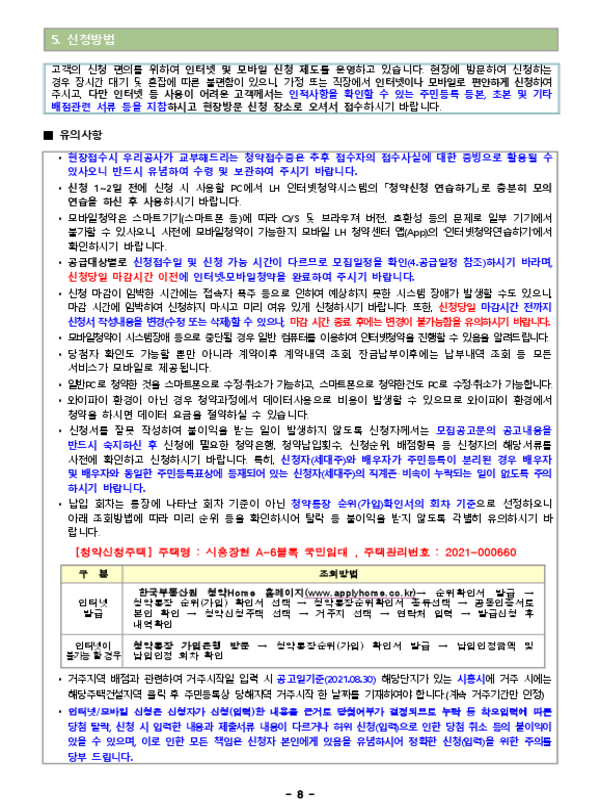 5. 신청방법
고객의 신청 편의를 위하여 인터넷 및 모바일 신청 제도를 운영하고 있습니다. 현장에 방문하여 신청하는
경우 장시간 대기 및 혼잡에 따른 불편함이 있으니, 가정 또는 직장에서 인터넷이나 모바일로 편안하게 신청하여
주시고, 다만 인터넷 등 사용이 어려운 고객께서는 인적사항을 확인할 수 있는 주민등록 등본, 초본 및 기타
배점관련 서류 등을 지참하시고 현장방문 신청 장소로 오셔서 접수하시기 바랍니다.
■ 유의사항
• 현장접수시 우리공사가 교부해드리는 청약접수증은 추후 접수자의 접수사실에 대한 증빙으로 활용될 수
있사오니 반드시 유념하여 수령 및 보관하여 주시기 바랍니다.
• 신청 1~2일 전에 신청 시 사용할 PC에서 LH 인터넷청약시스템의 「청약신청 연습하기」로 충분히 모의
연습을 하신 후 사용하시기 바랍니다.
• 모바일청약은 스마트기기(스마트폰 등)에 따라 O/S 및 브라우져 버전, 호환성 등의 문제로 일부 기기에서
불가할 수 있사오니, 사전에 모바일청약이 가능한지 모바일 LH 청약센터 앱(App)의 '인터넷청약연습하기'에서
확인하시기 바랍니다.
• 공급대상별로 신청접수일 및 신청 가능 시간이 다르므로 모집일정을 확인(4.공급일정 참조)하시기 바라며,
신청당일 마감시간 이전에 인터넷·모바일청약을 완료하여 주시기 바랍니다.
• 신청 마감이 임박한 시간에는 접속자 폭주 등으로 인하여 예상하지 못한 시스템 장애가 발생할 수도 있으니,
마감 시간에 임박하여 신청하지 마시고 미리 여유 있게 신청하시기 바랍니다. 또한, 신청당일 마감시간 전까지
신청서 작성내용을 변경(수정 또는 삭제)할 수 있으나, 마감 시간 종료 후에는 변경이 불가능함을 유의하시기 바랍니다.
• 모바일청약이 시스템장애 등으로 중단될 경우 일반 컴퓨터를 이용하여 인터넷청약을 진행할 수 있음을 알려드립니다.
• 당첨자 확인도 가능할 뿐만 아니라 계약이후 계약내역 조회, 잔금납부이후에는 납부내역 조회 등 모든
서비스가 모바일로 제공됩니다.
• 일반PC로 청약한 것을 스마트폰으로 수정·취소가 가능하고, 스마트폰으로 청약한건도 PC로 수정·취소가 가능합니다.
• 와이파이 환경이 아닌 경우 청약과정에서 데이터사용으로 비용이 발생할 수 있으므로 와이파이 환경에서
청약을 하시면 데이터 요금을 절약하실 수 있습니다.
• 신청서를 잘못 작성하여 불이익을 받는 일이 발생하지 않도록 신청자께서는 모집공고문의 공고내용을
반드시 숙지하신 후 신청에 필요한 청약은행, 청약납입횟수, 신청순위, 배점항목 등 신청자의 해당서류를
사전에 확인하고 신청하시기 바랍니다. 특히, 신청자(세대주)와 배우자가 주민등록이 분리된 경우 배우자
및 배우자와 동일한 주민등록표상에 등재되어 있는 신청자(세대주)의 직계존·비속이 누락되는 일이 없도록 주의
하시기 바랍니다.
• 납입 회차는 통장에 나타난 회차 기준이 아닌 청약통장 순위(가입)확인서의 회차 기준으로 선정하오니
아래 조회방법에 따라 미리 순위 등을 확인하시어 탈락 등 불이익을 받지 않도록 각별히 유의하시기 바
랍니다.
[청약신청주택] 주택명 : 시흥장현 A-6블록 국민임대 , 주택관리번호 : 2021-000660
구 분 조회방법
인터넷
발급
한국부동산원 청약Home 홈페이지(www.applyhome.co.kr)→ 순위확인서 발급 →
청약통장 순위(가입) 확인서 선택 → 청약통장순위확인서 종류선택 → 공동인증서로
본인 확인 → 청약신청주택 선택 → 거주지 선택 → 연락처 입력 → 발급신청 후
내역확인
인터넷이
불가능 할 경우
청약통장 가입은행 방문 → 청약통장순위(가입) 확인서 발급 → 납입인정금액 및
납입인정 회차 확인
• 거주지역 배점과 관련하여 거주시작일 입력 시 공고일기준(2021.08.30) 해당단지가 있는 시흥시에 거주 시에는
해당주택건설지역 클릭 후 주민등록상 당해지역 거주시작 한 날짜를 기재하여야 합니다.(계속 거주기간만 인정)
• 인터넷/모바일 신청은 신청자가 신청(입력)한 내용을 근거로 당첨여부가 결정되므로 누락 등 착오입력에 따른
당첨 탈락, 신청 시 입력한 내용과 제출서류 내용이 다르거나 허위 신청(입력)으로 인한 당첨 취소 등의 불이익이
있을 수 있으며, 이로 인한 모든 책임은 신청자 본인에게 있음을 유념하시어 정확한 신청(입력)을 위한 주의를
당부 드립니다.
- 8 -